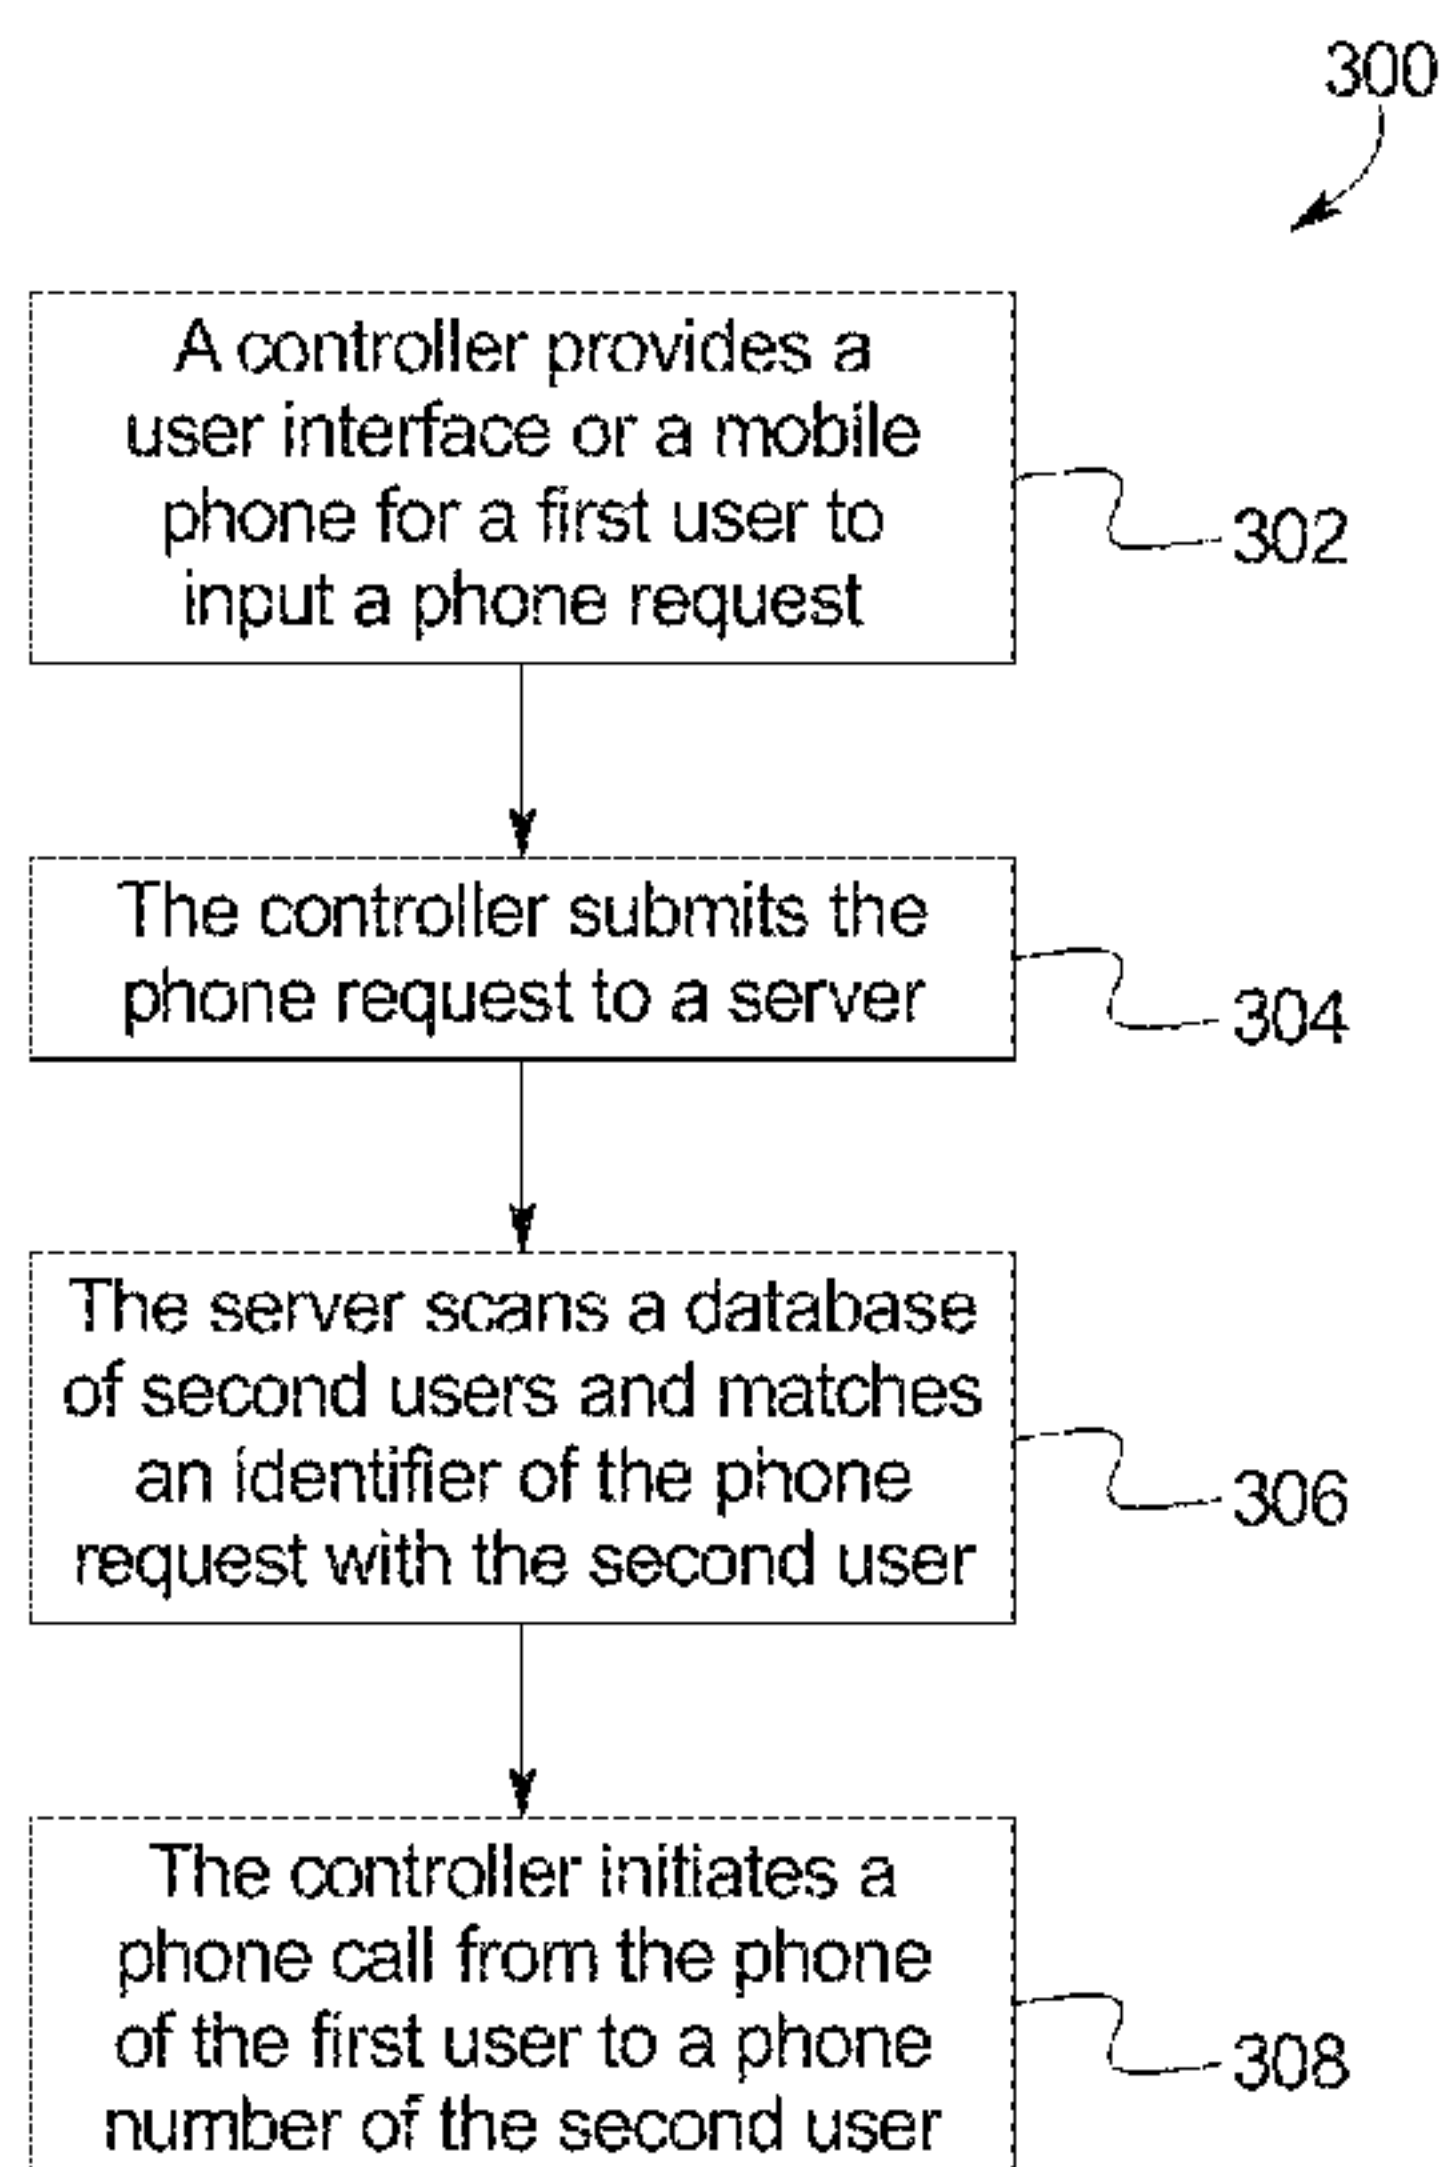 300
A controller provides a
user interface or a mobile
phone for a first user to
input a phone request
302
The controller submits the
phone request to a server
304
The server scans a database
of second users and matches
an identifier of the phone
request with the second user
306
The controller initiates a
phone call from the phone
of the first user to a phone
number of the second user
308